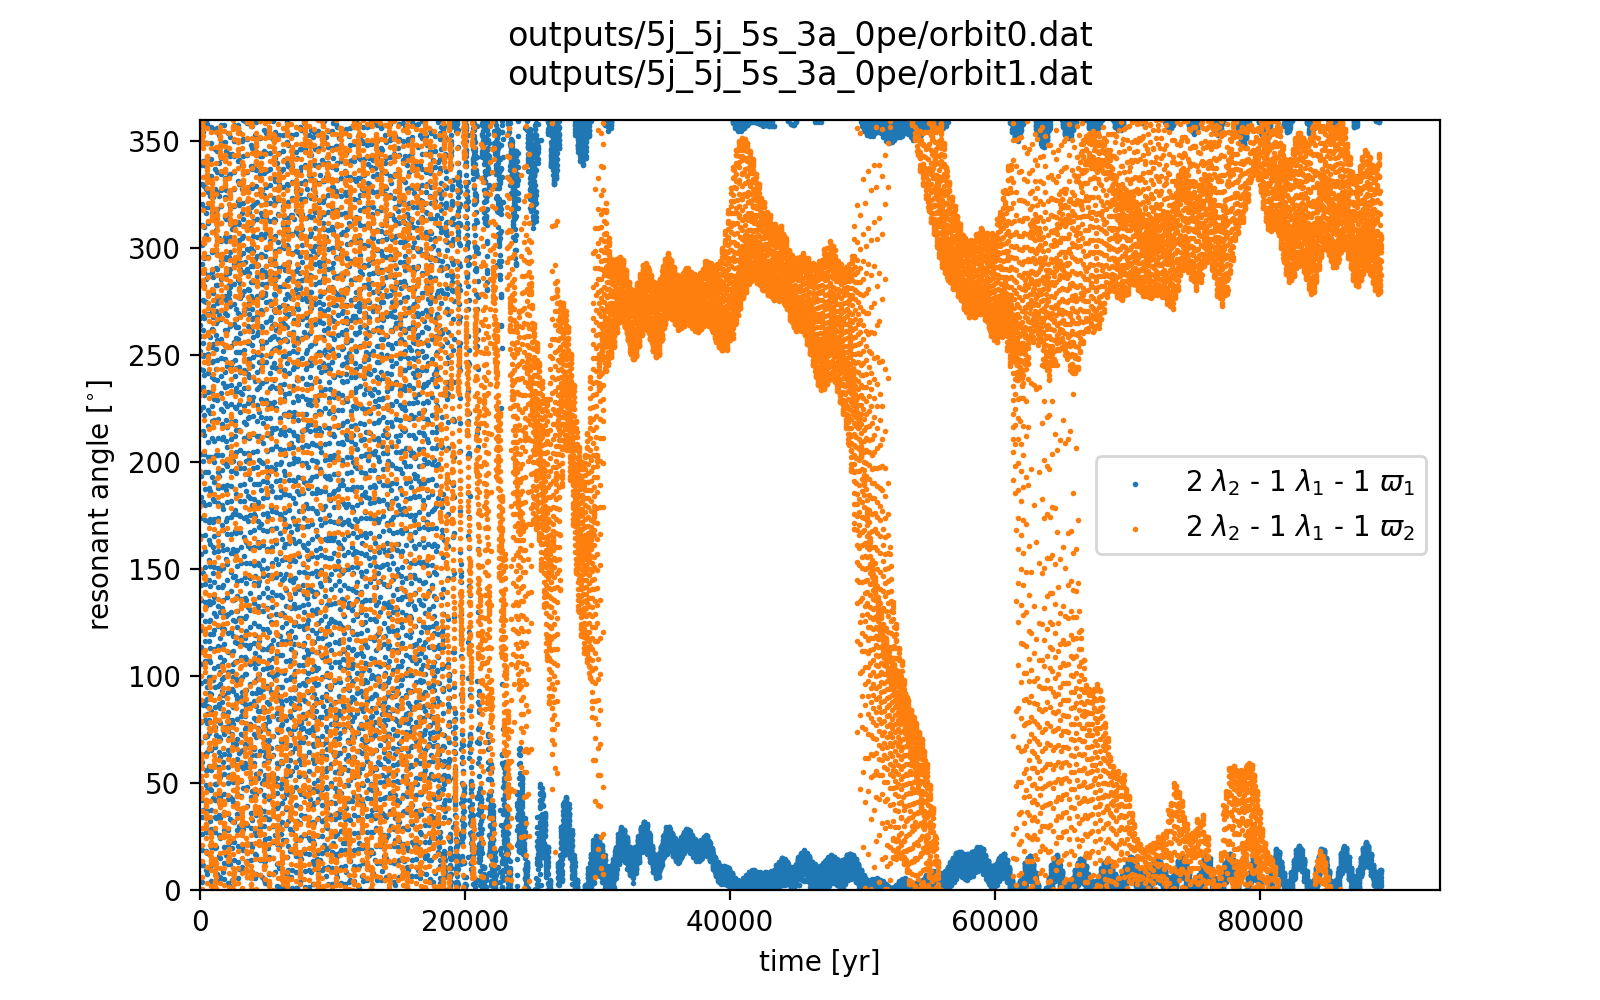 outputs/5j_5j_5s_3a_0pe/orbit0.dat
outputs/5j_5j_5s_3a_0pe/orbit1.dat
350
300
250
200
150
100
50
0
resonant angle [°]
2 λ₂ - 1 λ₁ - 1 ϖ₁
2 λ₂ - 1 λ₁ - 1 ϖ₂
0 20000 40000 60000 80000
time [yr]